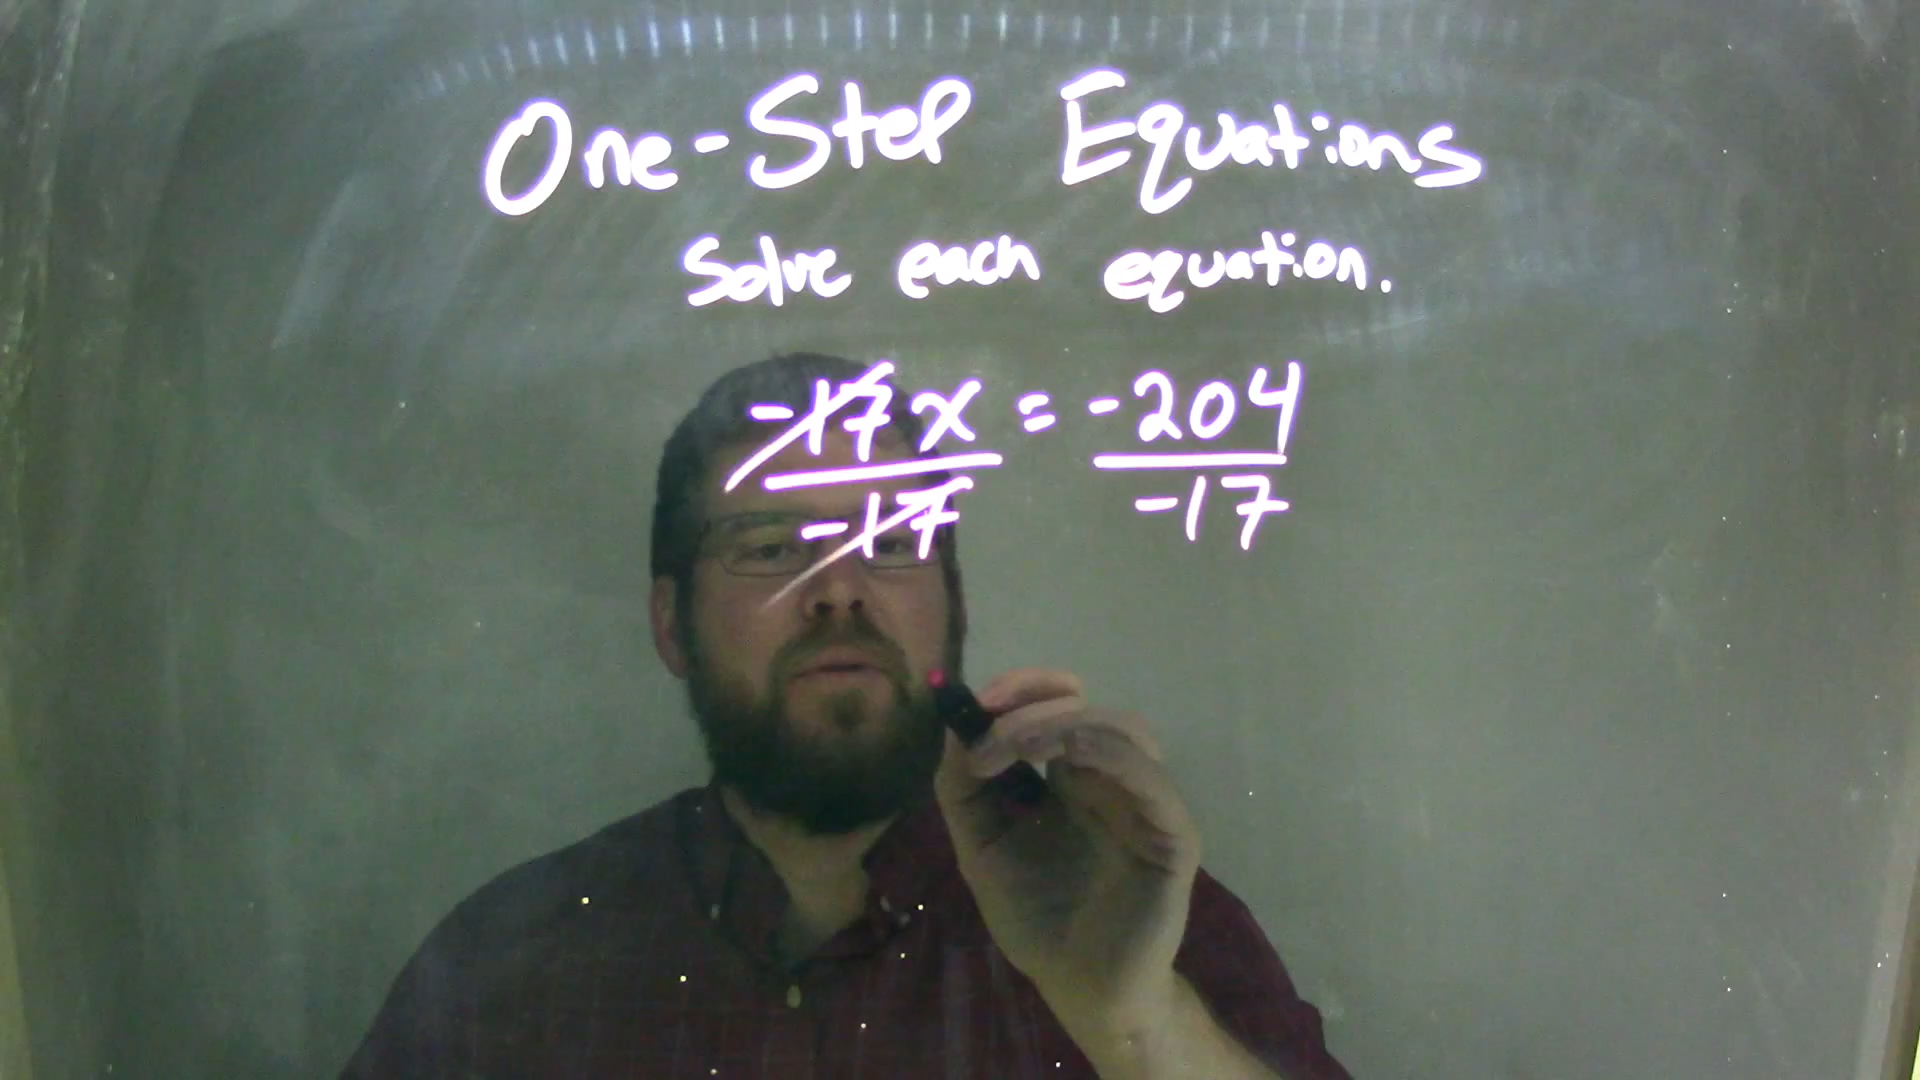 One-Step Equations
Solve each equation.
-17x = -204
-17 -17